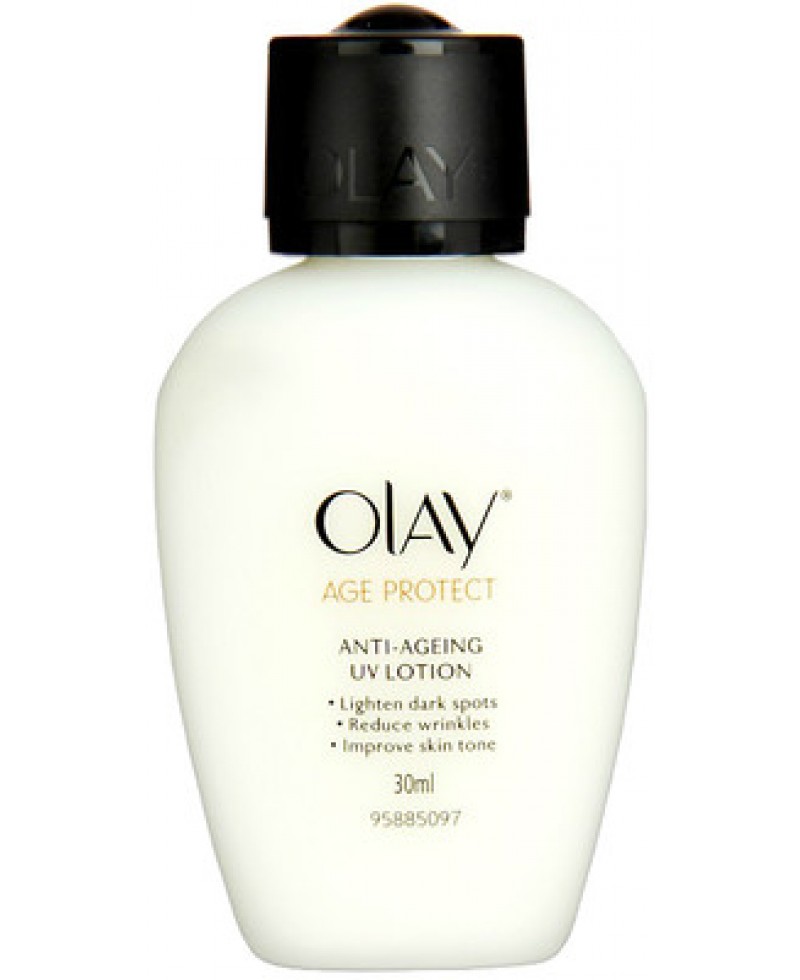 OLAY
OLAY®
AGE PROTECT
ANTI-AGEING
UV LOTION
• Lighten dark spots
• Reduce wrinkles
• Improve skin tone
30ml
95885097